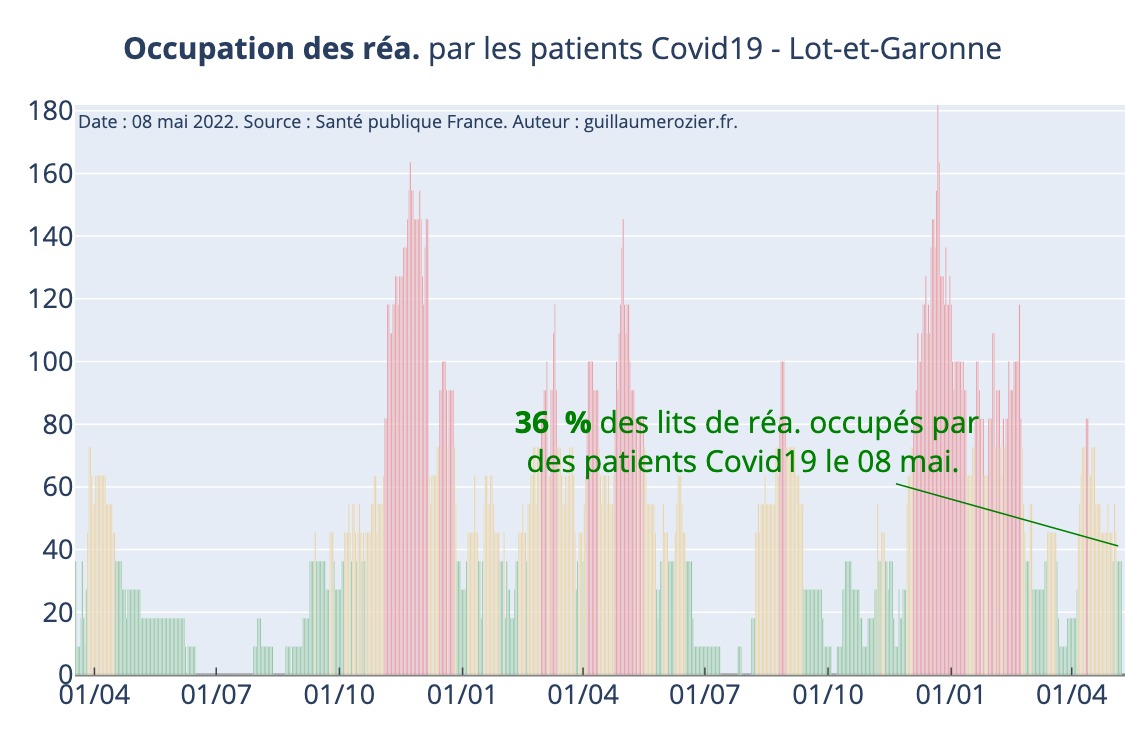 Occupation des réa. par les patients Covid19 - Lot-et-Garonne
180
Date : 08 mai 2022. Source : Santé publique France. Auteur : guillaumerozier.fr.
160
140
120
100
80
36 % des lits de réa. occupés par
des patients Covid19 le 08 mai.
60
40
20
0
01/04 01/07 01/10 01/01 01/04 01/07 01/10 01/01 01/04